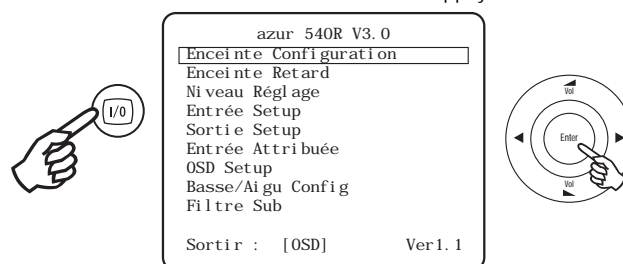 azur 540R V3.0
Enceinte Configuration
Enceinte Retard
Niveau Réglage
Entrée Setup
Sortie Setup
Entrée Attribuée
OSD Setup
Basse/Aigu Config
Filtre Sub
Sortir : [OSD] Ver1.1
I/0
Vol
Enter
Vol